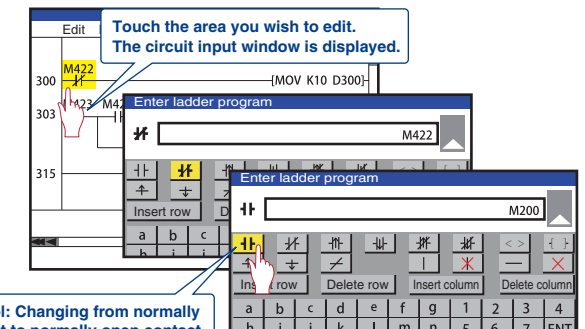 Edit
Touch the area you wish to edit.
The circuit input window is displayed.
M422
300
[MOV K10 D300]
303
Enter ladder program
M422
315
Insert row
a b c
Enter ladder program
M200
< > { }
Insert row Delete row Insert column Delete column
a b c d e f g 1 2 3 4
h i j k l m n 5 6 7 ENT
Changing from normally
to normally open contact